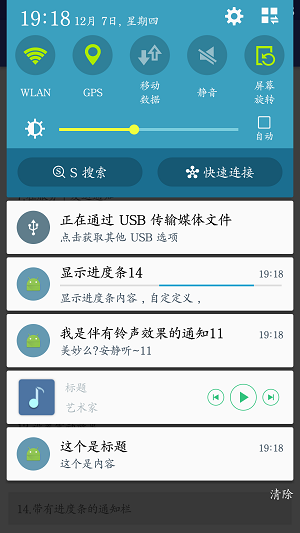 19:18 12月 7日, 星期四
WLAN
GPS
移动
数据
静音
屏幕
旋转
自动
S 搜索
快速连接
正在通过 USB 传输媒体文件
点击获取其他 USB 选项
显示进度条14
19:18
显示进度条内容 , 自定定义 ,
我是伴有铃声效果的通知11
19:18
美妙么?安静听~11
标题
艺术家
这个是标题
19:18
这个是内容
清除
14.带有进度条的通知栏